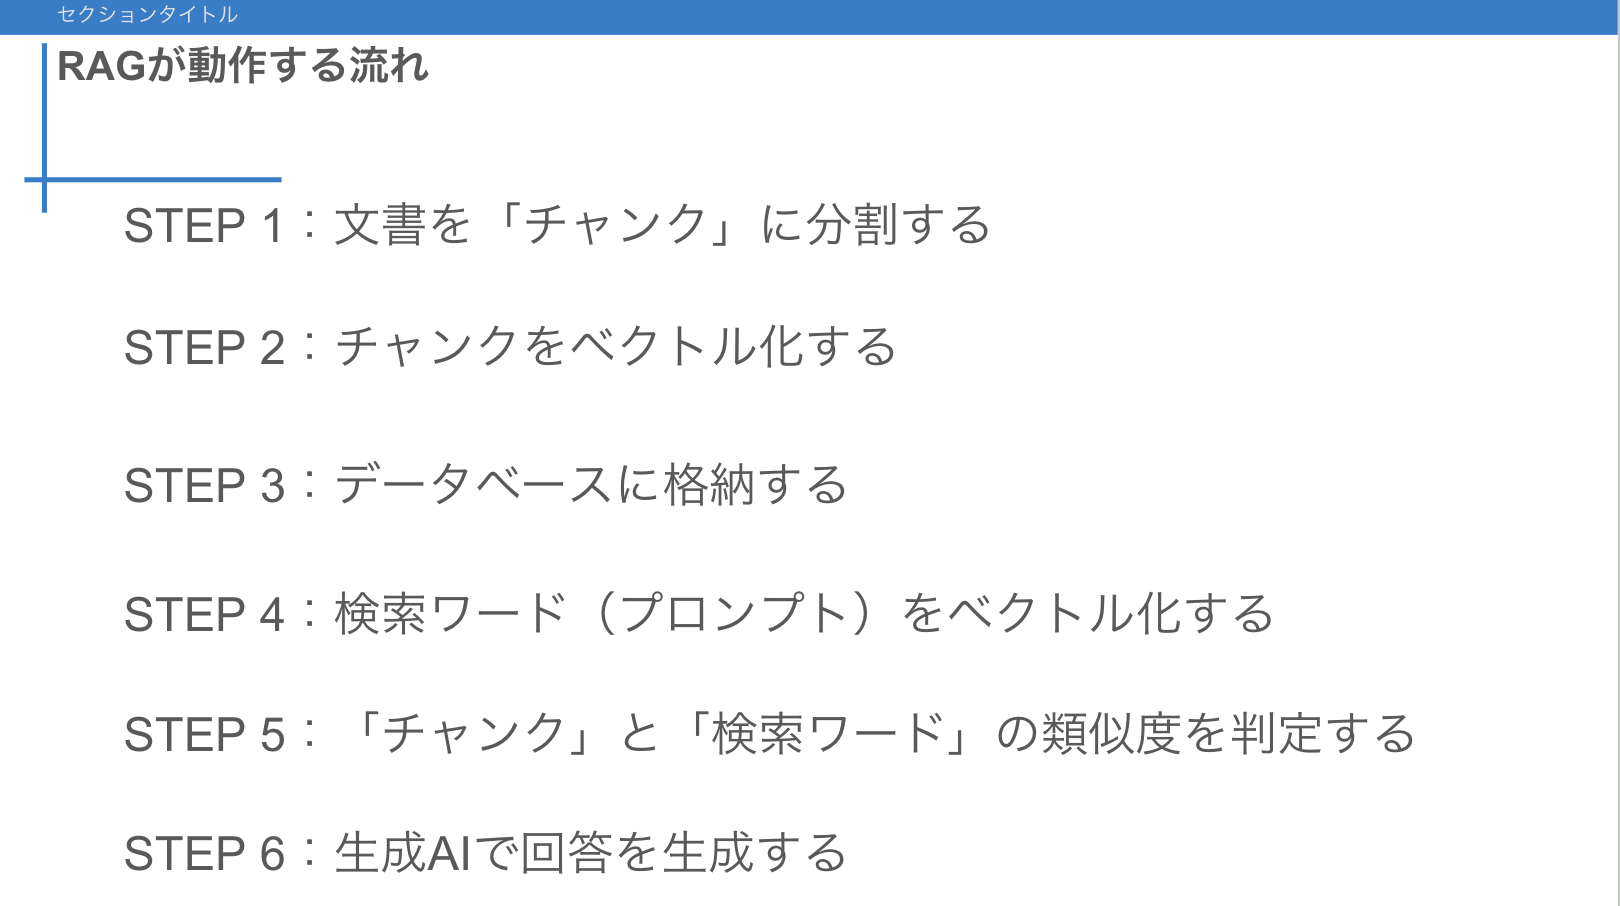 セクションタイトル
RAGが動作する流れ
STEP 1：文書を「チャンク」に分割する
STEP 2：チャンクをベクトル化する
STEP 3：データベースに格納する
STEP 4：検索ワード（プロンプト）をベクトル化する
STEP 5：「チャンク」と「検索ワード」の類似度を判定する
STEP 6：生成AIで回答を生成する